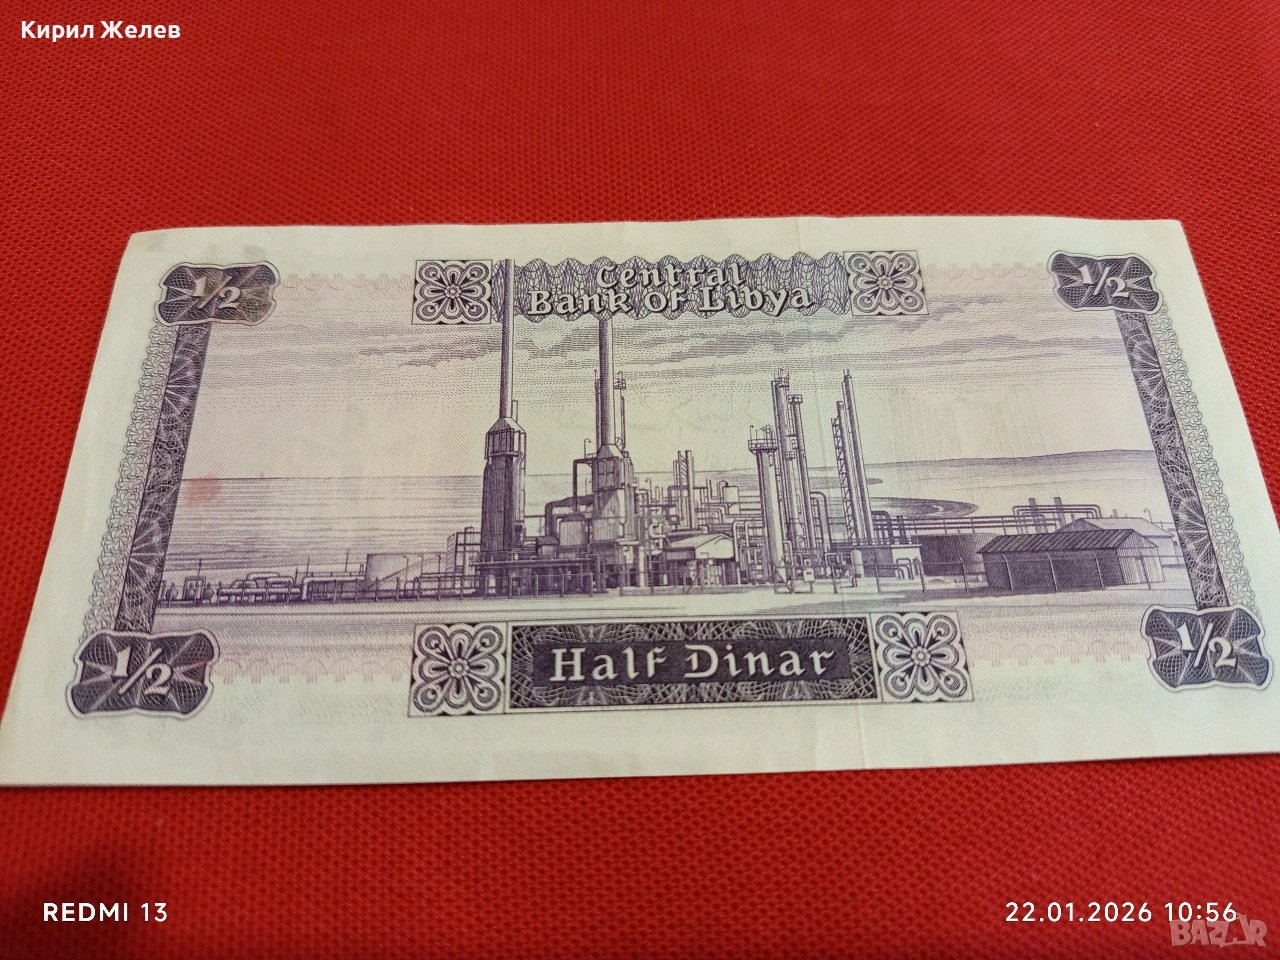 Кирил Желев
1/2
Central
Bank Of Libya
1/2
1/2
Half Dinar
1/2
REDMI 13
22.01.2026 10:56
BAZAR